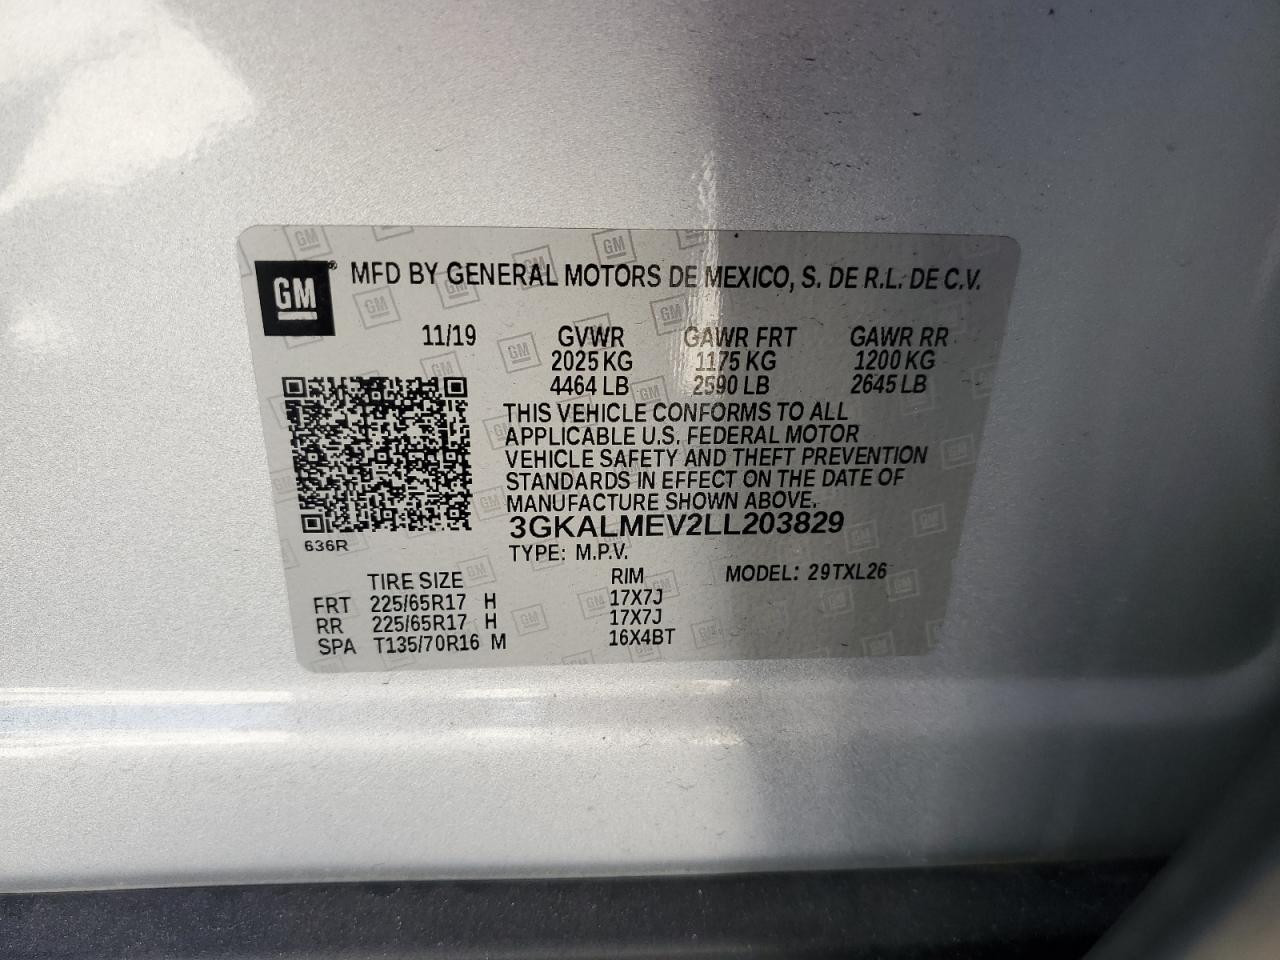 GM® MFD BY GENERAL MOTORS DE MEXICO, S. DE R.L. DE C.V.
11/19 GVWR GAWR FRT GAWR RR
2025 KG 1175 KG 1200 KG
4464 LB 2590 LB 2645 LB
THIS VEHICLE CONFORMS TO ALL
APPLICABLE U.S. FEDERAL MOTOR
VEHICLE SAFETY AND THEFT PREVENTION
STANDARDS IN EFFECT ON THE DATE OF
MANUFACTURE SHOWN ABOVE.
3GKALMEV2LL203829
636R
TYPE: M.P.V.
TIRE SIZE RIM MODEL: 29TXL26
FRT 225/65R17 H 17X7J
RR 225/65R17 H 17X7J
SPA T135/70R16 M 16X4BT